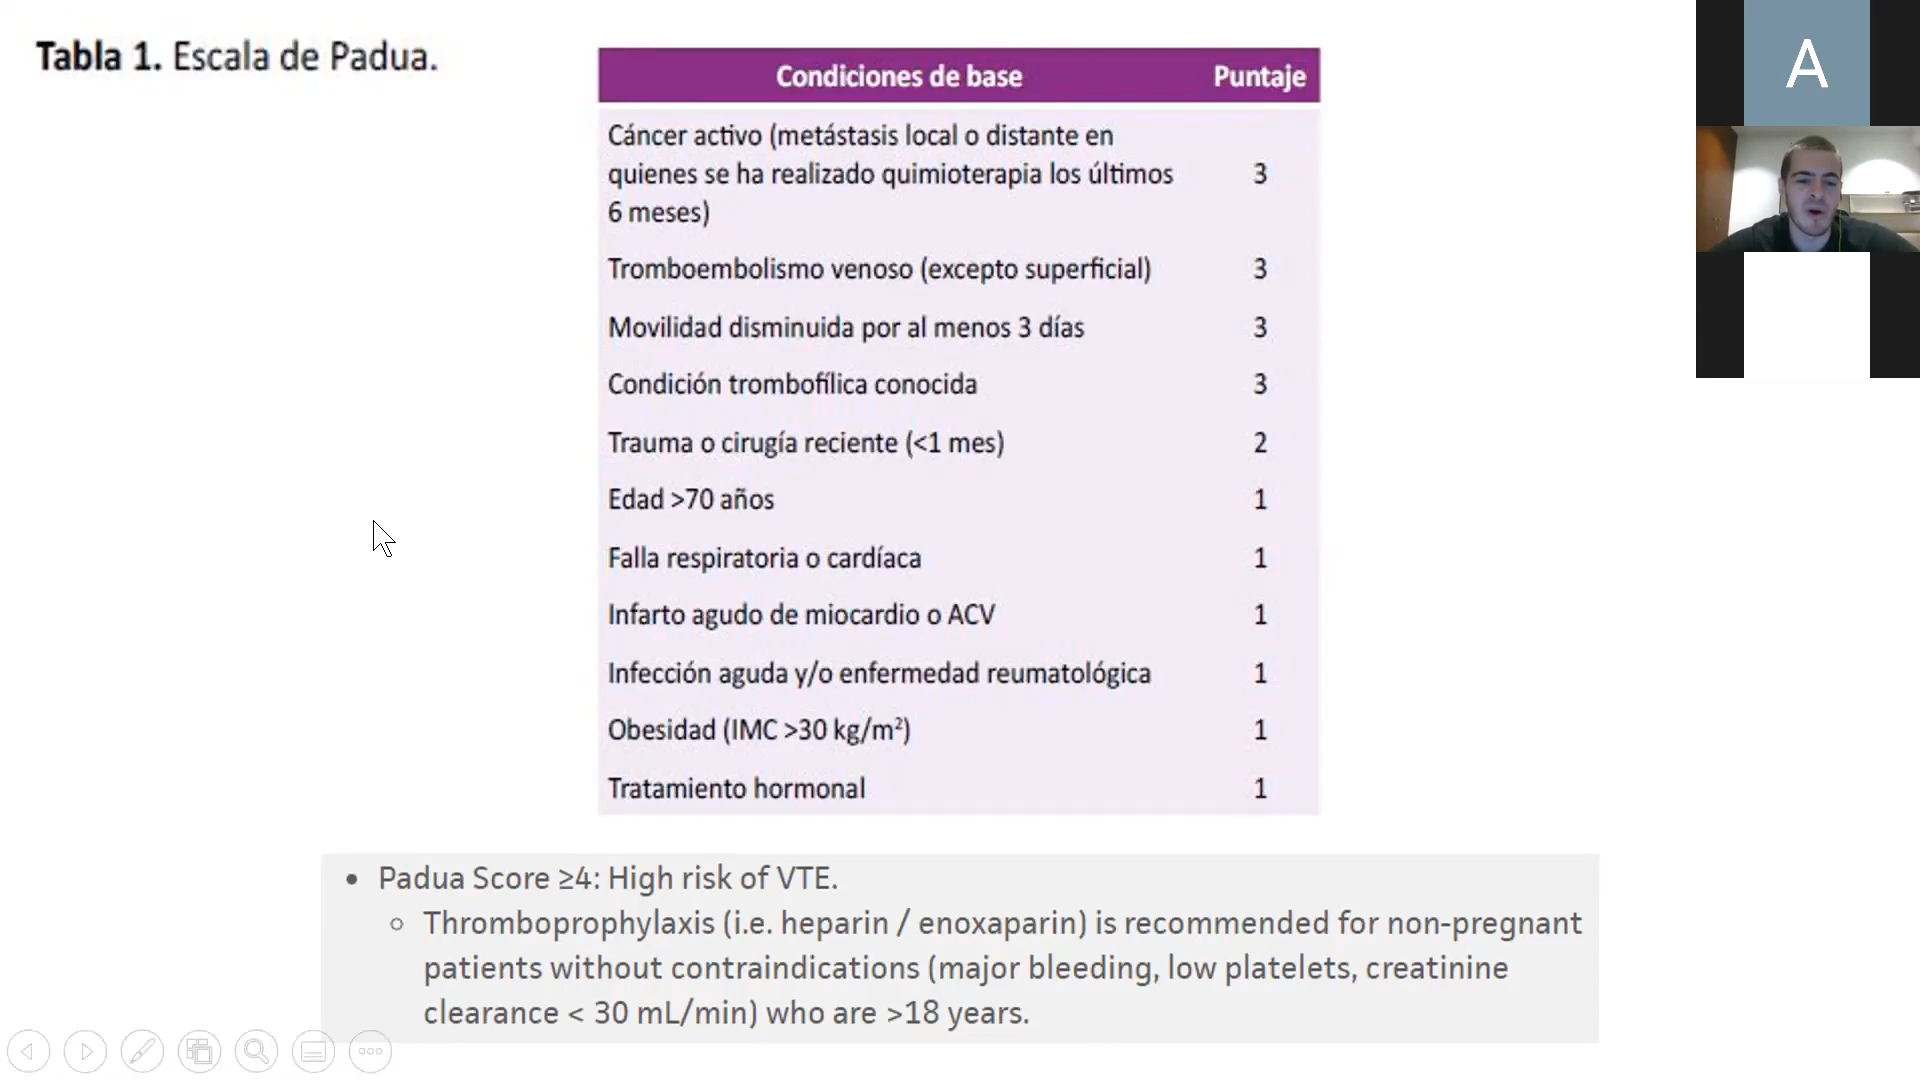 Tabla 1. Escala de Padua.
Condiciones de base Puntaje
Cáncer activo (metástasis local o distante en
quienes se ha realizado quimioterapia los últimos 3
6 meses)
Tromboembolismo venoso (excepto superficial) 3
Movilidad disminuida por al menos 3 días 3
Condición trombofílica conocida 3
Trauma o cirugía reciente (<1 mes) 2
Edad >70 años 1
Falla respiratoria o cardíaca 1
Infarto agudo de miocardio o ACV 1
Infección aguda y/o enfermedad reumatológica 1
Obesidad (IMC >30 kg/m²) 1
Tratamiento hormonal 1
• Padua Score ≥4: High risk of VTE.
○ Thromboprophylaxis (i.e. heparin / enoxaparin) is recommended for non-pregnant
patients without contraindications (major bleeding, low platelets, creatinine
clearance < 30 mL/min) who are >18 years.
A